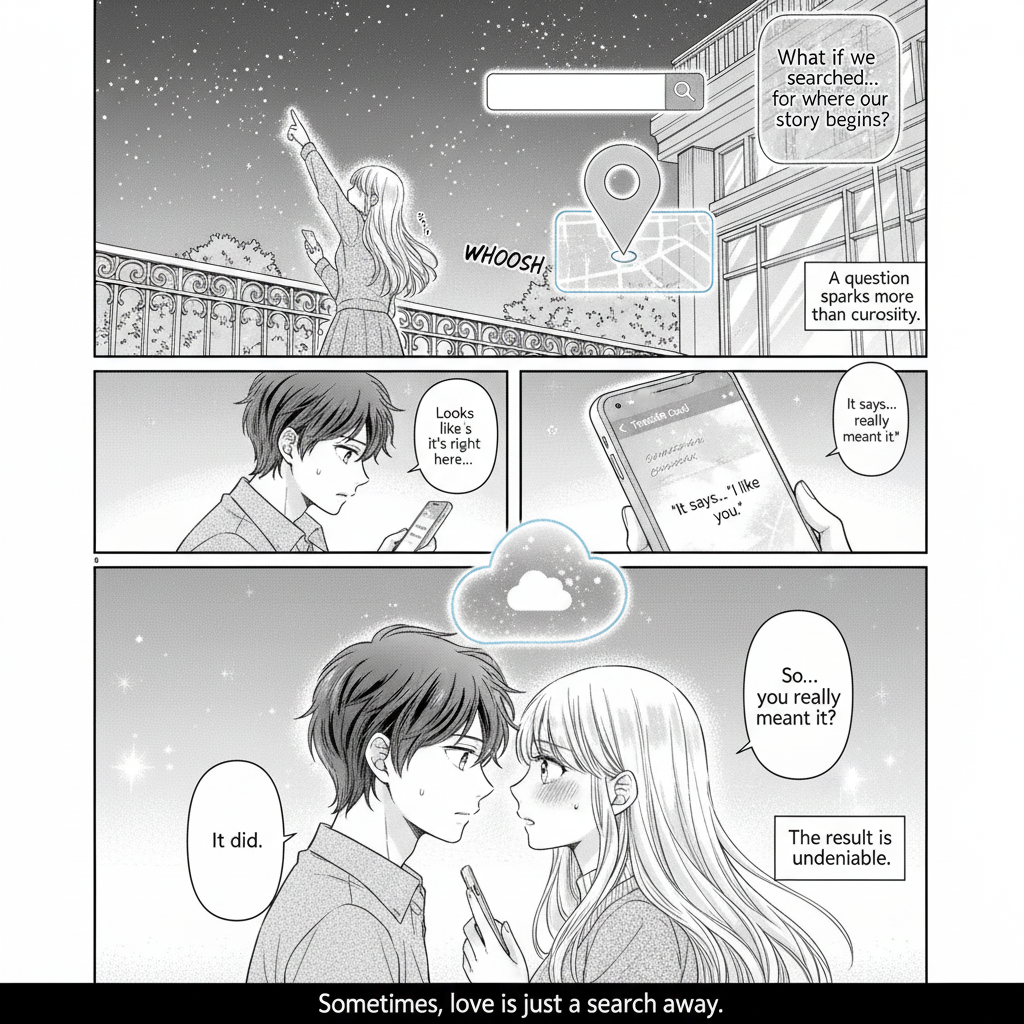 What if we
searched...
for where our
story begins?
WHOOSH
A question
sparks more
than curosiity.
Looks
like's
it's right
here...
It says...
really
meant it"
"It says..."I like
you."
So...
you really
meant it?
It did.
The result is
undeniable.
Sometimes, love is just a search away.